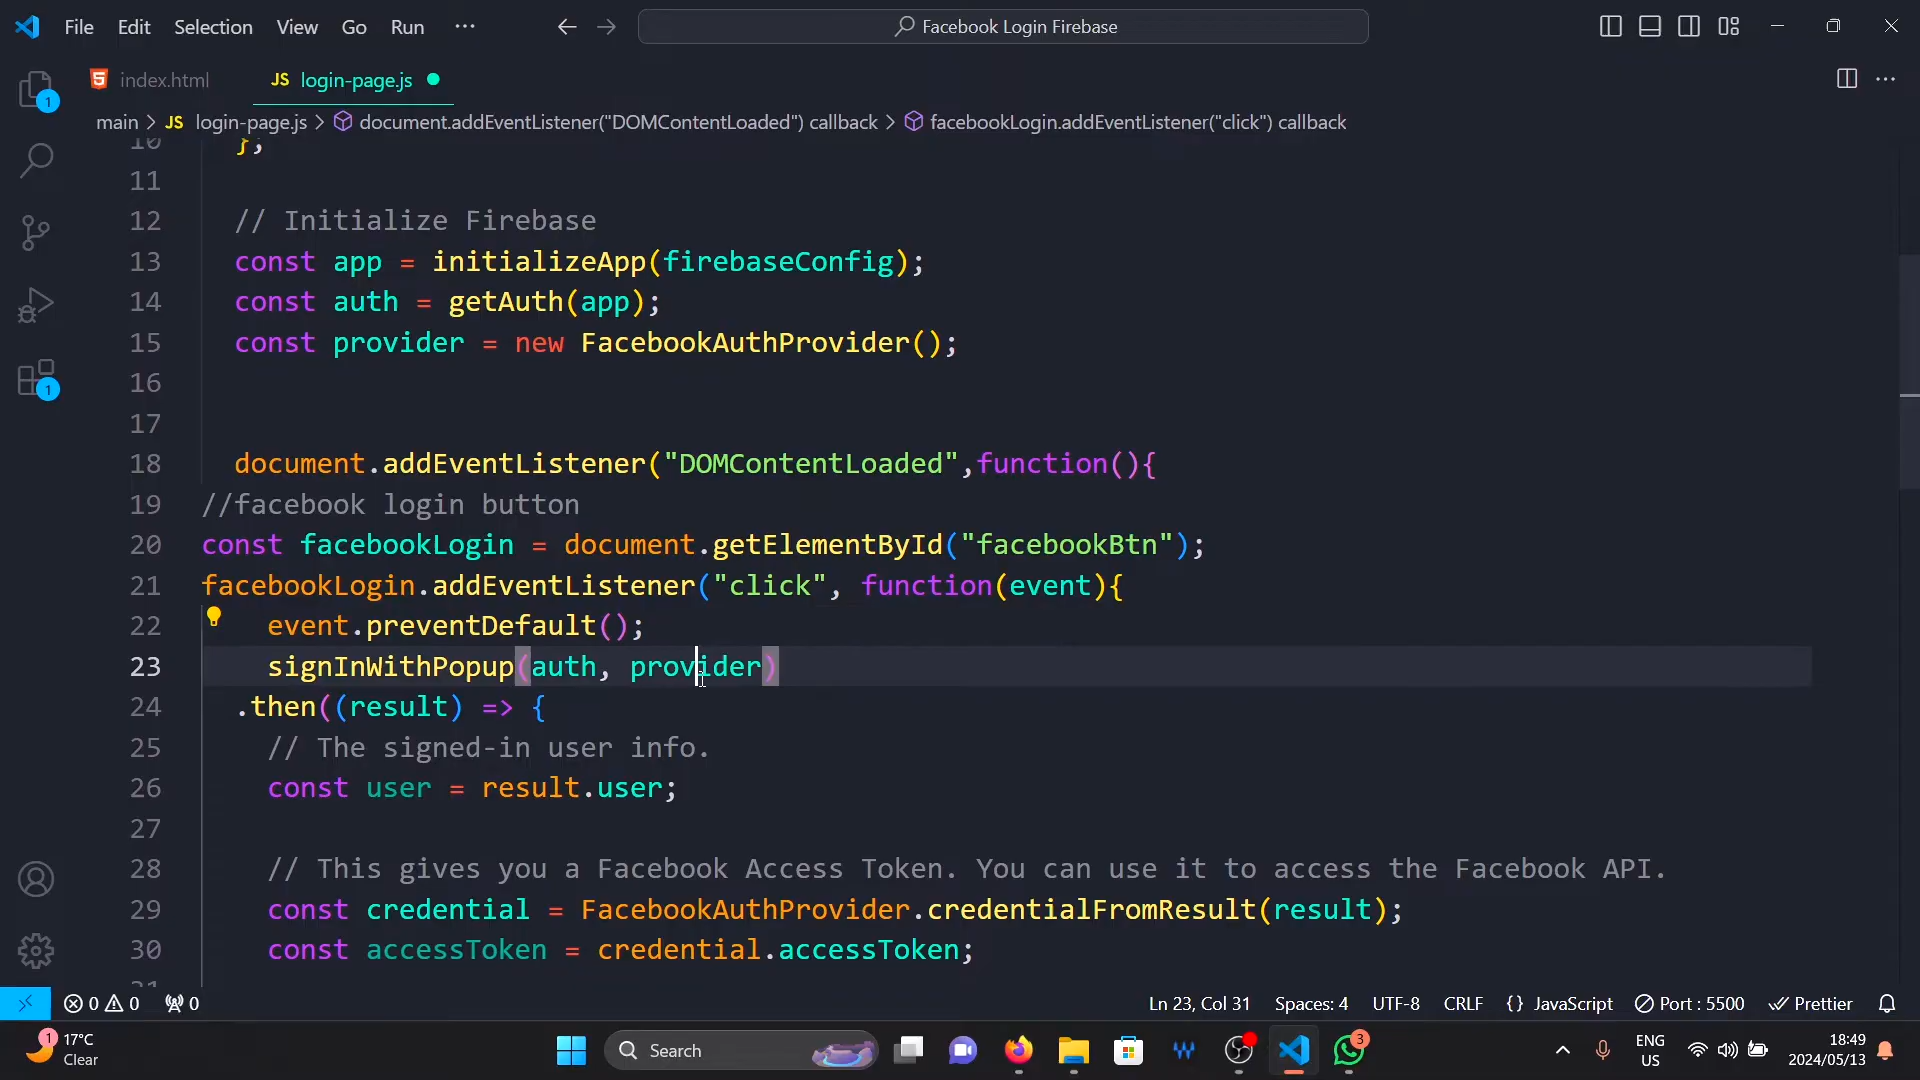 File Edit Selection View Go Run ...
Facebook Login Firebase
index.html
JS login-page.js
main > JS login-page.js > document.addEventListener("DOMContentLoaded") callback > facebookLogin.addEventListener("click") callback
10 };
11
12 // Initialize Firebase
13 const app = initializeApp(firebaseConfig);
14 const auth = getAuth(app);
15 const provider = new FacebookAuthProvider();
16
17
18 document.addEventListener("DOMContentLoaded",function(){
19 //facebook login button
20 const facebookLogin = document.getElementById("facebookBtn");
21 facebookLogin.addEventListener("click", function(event){
22 event.preventDefault();
23 signInWithPopup(auth, provider)
24 .then((result) => {
25 // The signed-in user info.
26 const user = result.user;
27
28 // This gives you a Facebook Access Token. You can use it to access the Facebook API.
29 const credential = FacebookAuthProvider.credentialFromResult(result);
30 const accessToken = credential.accessToken;
31
1
1
0 0 0 Ln 23, Col 31 Spaces: 4 UTF-8 CRLF {} JavaScript Port : 5500 Prettier
1 17°C
Clear
Search
3
ENG
US
18:49
2024/05/13